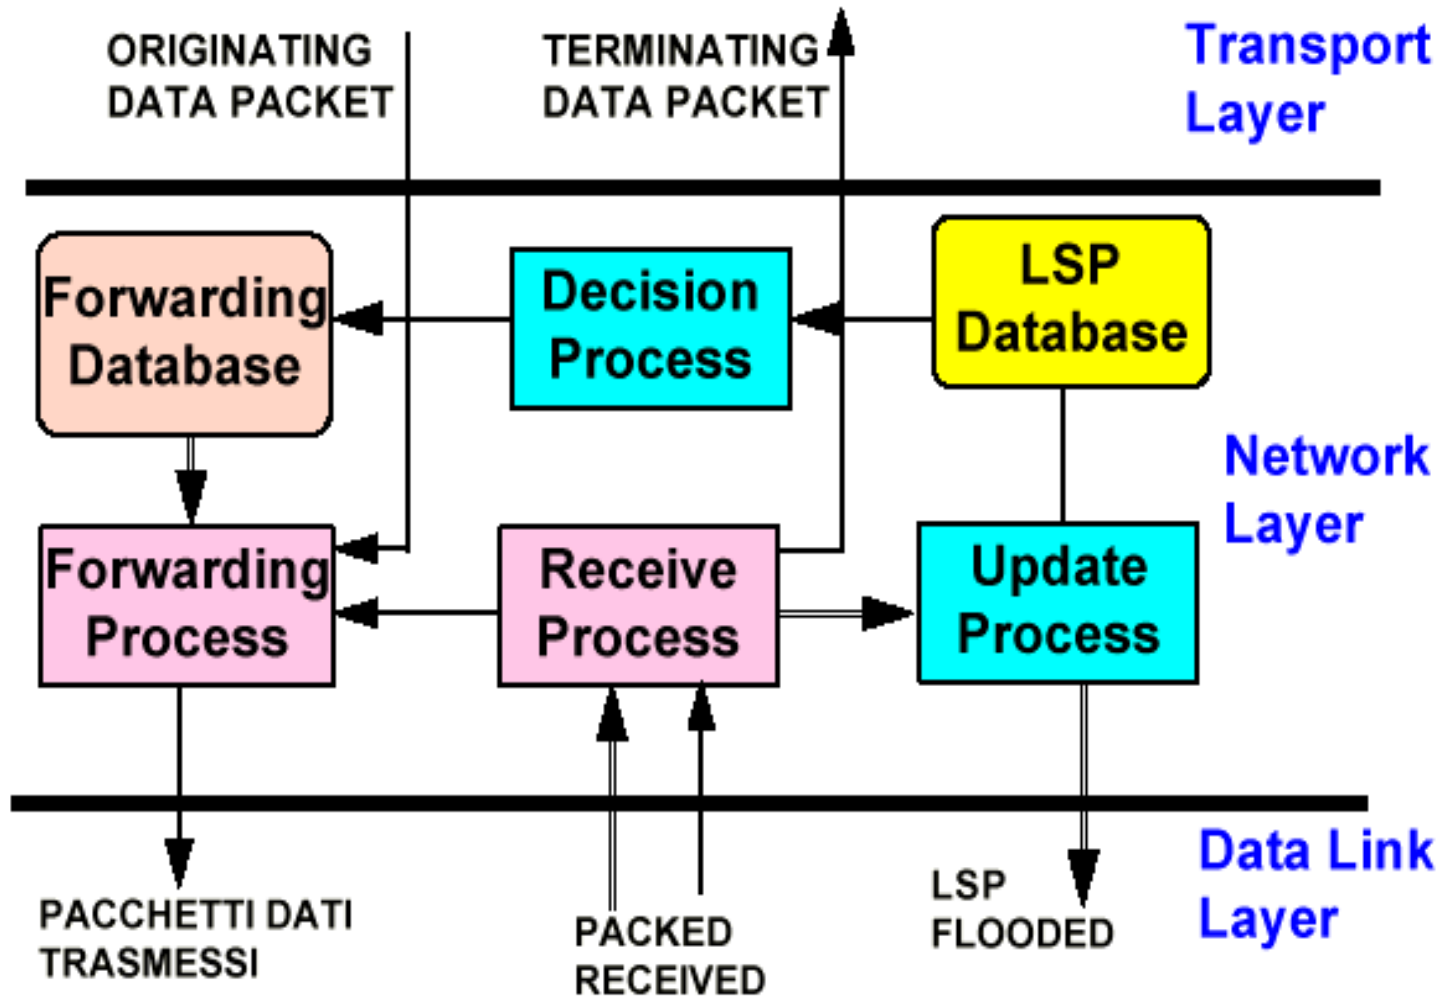 ORIGINATING
DATA PACKET
TERMINATING
DATA PACKET
Transport
Layer
Forwarding
Database
Decision
Process
LSP
Database
Network
Layer
Forwarding
Process
Receive
Process
Update
Process
Data Link
Layer
PACCHETTI DATI
TRASMESSI
PACKED
RECEIVED
LSP
FLOODED